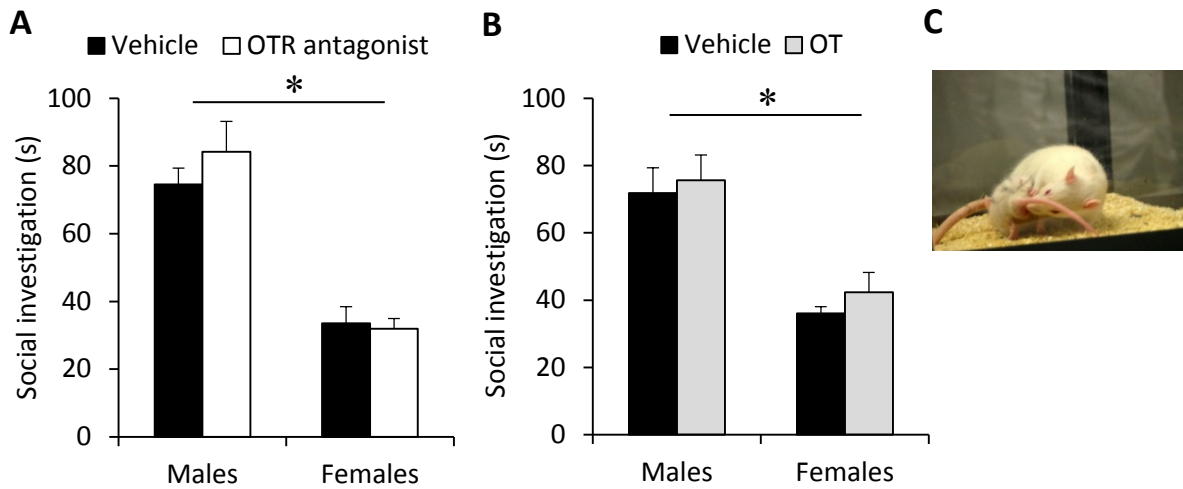 A
Vehicle OTR antagonist
*
Social investigation (s)
100
80
60
40
20
0
Males Females
B
Vehicle OT
*
Social investigation (s)
100
80
60
40
20
0
Males Females
C